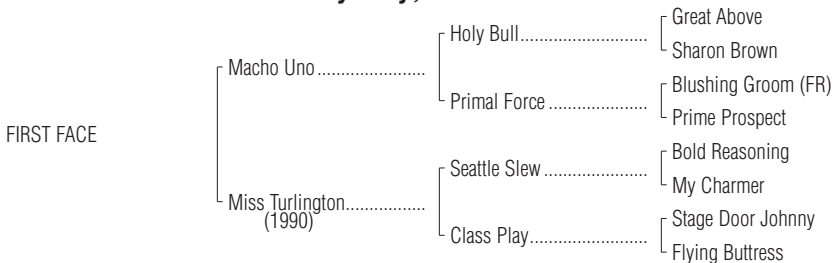 Great Above
Holy Bull
Sharon Brown
Macho Uno
Blushing Groom (FR)
Primal Force
Prime Prospect
FIRST FACE
Bold Reasoning
Seattle Slew
My Charmer
Miss Turlington
(1990)
Stage Door Johnny
Class Play
Flying Buttress